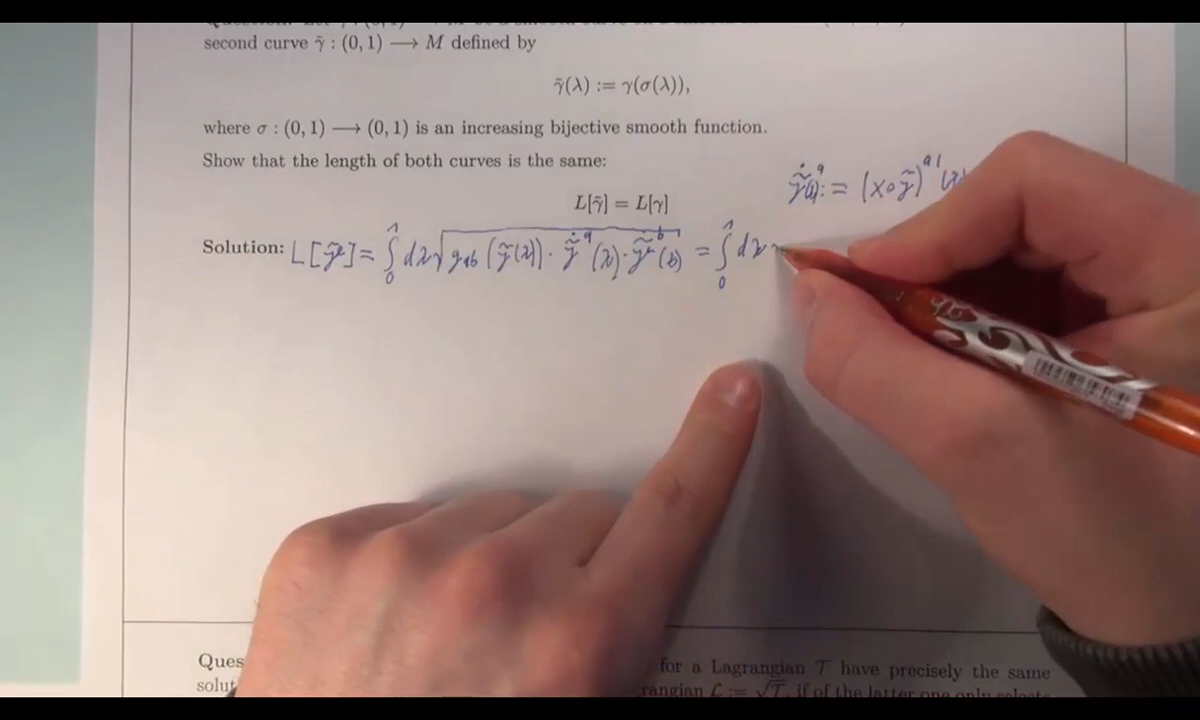 second curve γ̃ : (0, 1) ⟶ M defined by
γ̃(λ) := γ(σ(λ)),
where σ : (0, 1) ⟶ (0, 1) is an increasing bijective smooth function.
Show that the length of both curves is the same:
L[γ̃] = L[γ]
Solution: L[γ̃] = ∫₀¹ dλ √(g_ab(γ̃(λ)) · γ̃̇ᵃ(λ) · γ̃̇ᵇ(λ)) = ∫₀¹ dλ
γ̃̇ᵃ(λ) := (x∘γ̃)ᵃ′(λ)
Ques
for a Lagrangian 𝒯 have precisely the same
solut
rangian ℒ := √𝒯, if of the latter one only selects